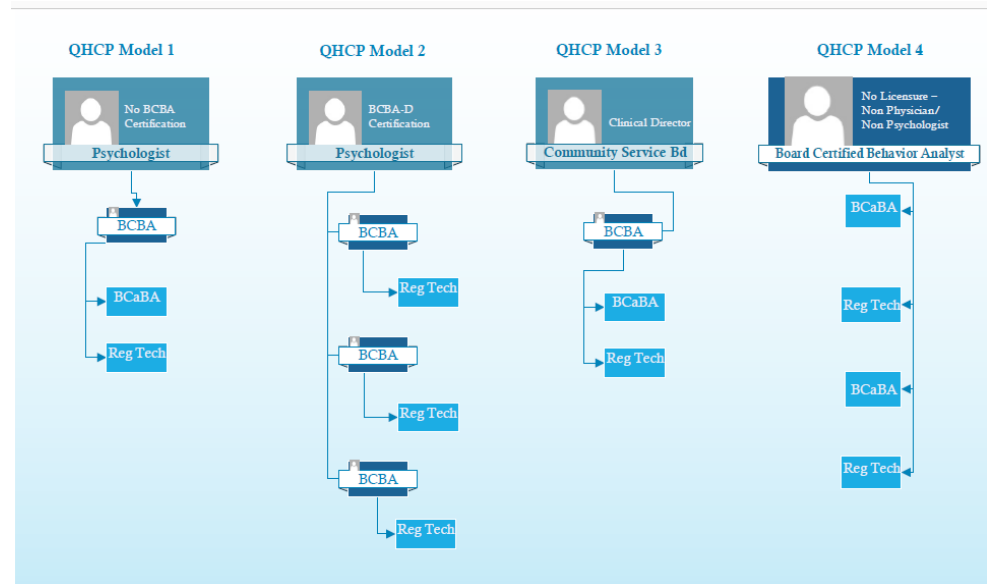 QHCP Model 1
No BCBA
Certification
Psychologist
BCBA
BCaBA
Reg Tech
QHCP Model 2
BCBA-D
Certification
Psychologist
BCBA
Reg Tech
BCBA
Reg Tech
BCBA
Reg Tech
QHCP Model 3
Clinical Director
Community Service Bd
BCBA
BCaBA
Reg Tech
QHCP Model 4
No Licensure –
Non Physician/
Non Psychologist
Board Certified Behavior Analyst
BCaBA
Reg Tech
BCaBA
Reg Tech